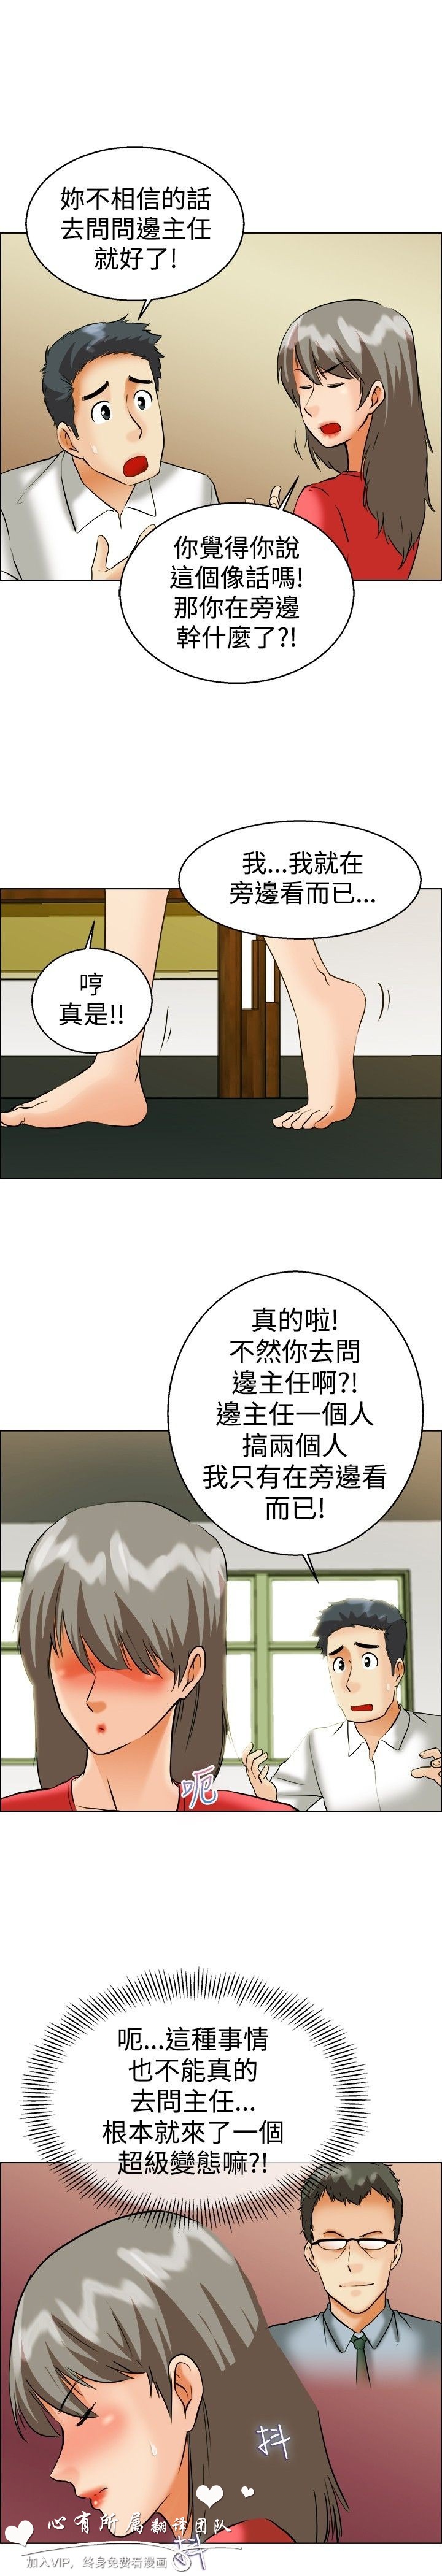 妳不相信的話
去問問邊主任
就好了!
你覺得你說
這個像話嗎!
那你在旁邊
幹什麼了?!
我...我就在
旁邊看而已...
哼
真是!!
真的啦!
不然你去問
邊主任啊?!
邊主任一個人
搞兩個人
我只有在旁邊看
而已!
呃
呃...這種事情
也不能真的
去問主任...
根本就來了一個
超級變態嘛?!
抖
心有所属翻译团队
抖
加入VIP，终身免费看漫画